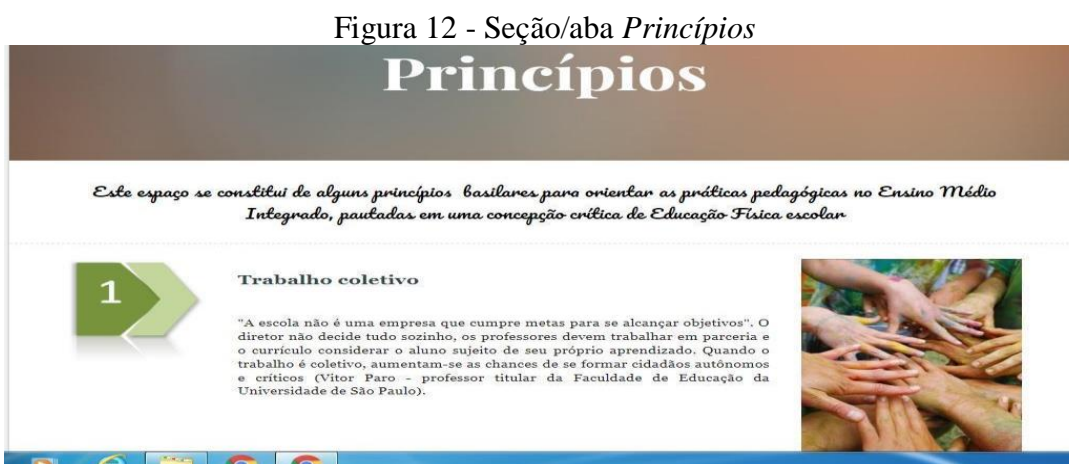 Figura 12 - Seção/aba Princípios
Princípios
Este espaço se constitui de alguns princípios basilares para orientar as práticas pedagógicas no Ensino Médio
Integrado, pautadas em uma concepção crítica de Educação Física escolar
1
Trabalho coletivo
"A escola não é uma empresa que cumpre metas para se alcançar objetivos". O
diretor não decide tudo sozinho, os professores devem trabalhar em parceria e
o currículo considerar o aluno sujeito de seu próprio aprendizado. Quando o
trabalho é coletivo, aumentam-se as chances de se formar cidadãos autônomos
e críticos (Vitor Paro - professor titular da Faculdade de Educação da
Universidade de São Paulo).